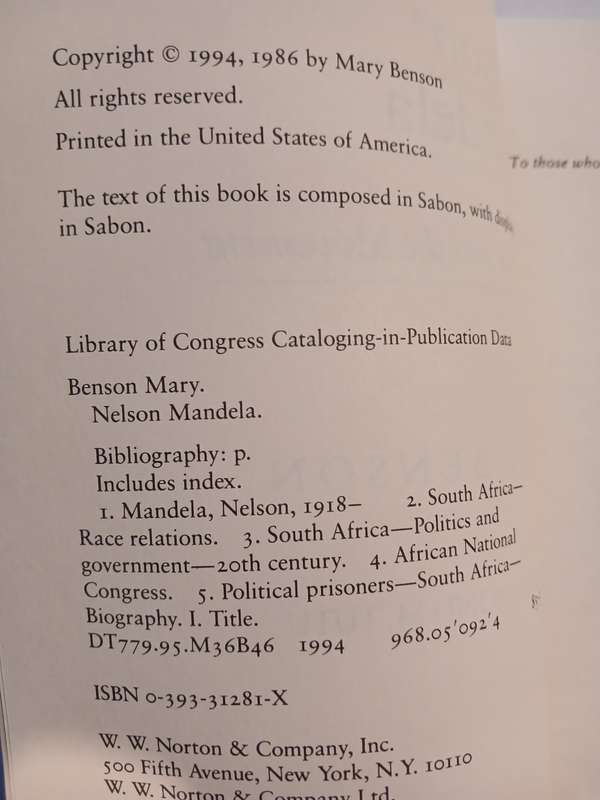 Copyright © 1994, 1986 by Mary Benson
All rights reserved.
Printed in the United States of America.
To those who
The text of this book is composed in Sabon, with
in Sabon.
Library of Congress Cataloging-in-Publication Data
Benson Mary.
Nelson Mandela.
Bibliography: p.
Includes index.
1. Mandela, Nelson, 1918– 2. South Africa—
Race relations. 3. South Africa—Politics and
government—20th century. 4. African National
Congress. 5. Political prisoners—South Africa—
Biography. I. Title.
DT779.95.M36B46 1994 968.05'092'4
ISBN 0-393-31281-X
W. W. Norton & Company, Inc.
500 Fifth Avenue, New York, N.Y. 10110
W. W. Norton & Company Ltd.